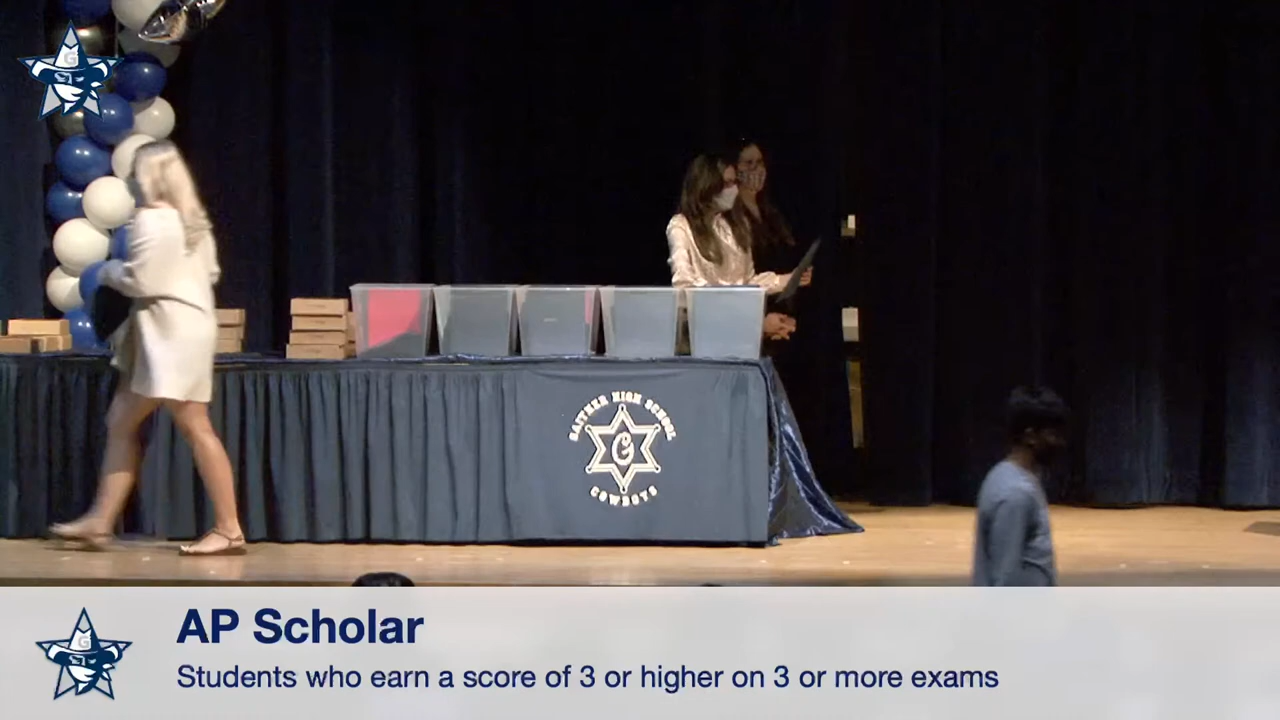 G
GAITHER HIGH SCHOOL
G
COWBOYS
G
AP Scholar
Students who earn a score of 3 or higher on 3 or more exams